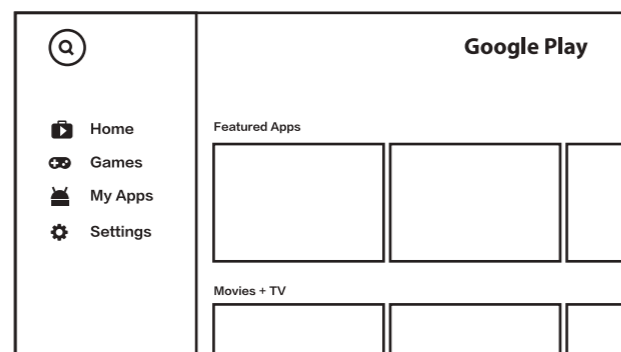 Google Play
Home
Games
My Apps
Settings
Featured Apps
Movies + TV